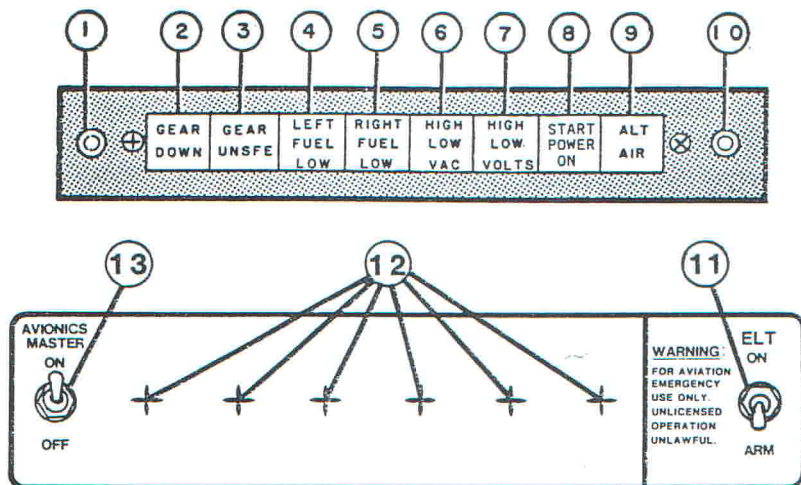 1 2 3 4 5 6 7 8 9 10
GEAR DOWN
GEAR UNSFE
LEFT FUEL LOW
RIGHT FUEL LOW
HIGH LOW VAC
HIGH LOW VOLTS
START POWER ON
ALT AIR
13 12 11
AVIONICS
MASTER
ON
OFF
WARNING:
FOR AVIATION
EMERGENCY
USE ONLY.
UNLICENSED
OPERATION
UNLAWFUL.
ELT
ON
ARM